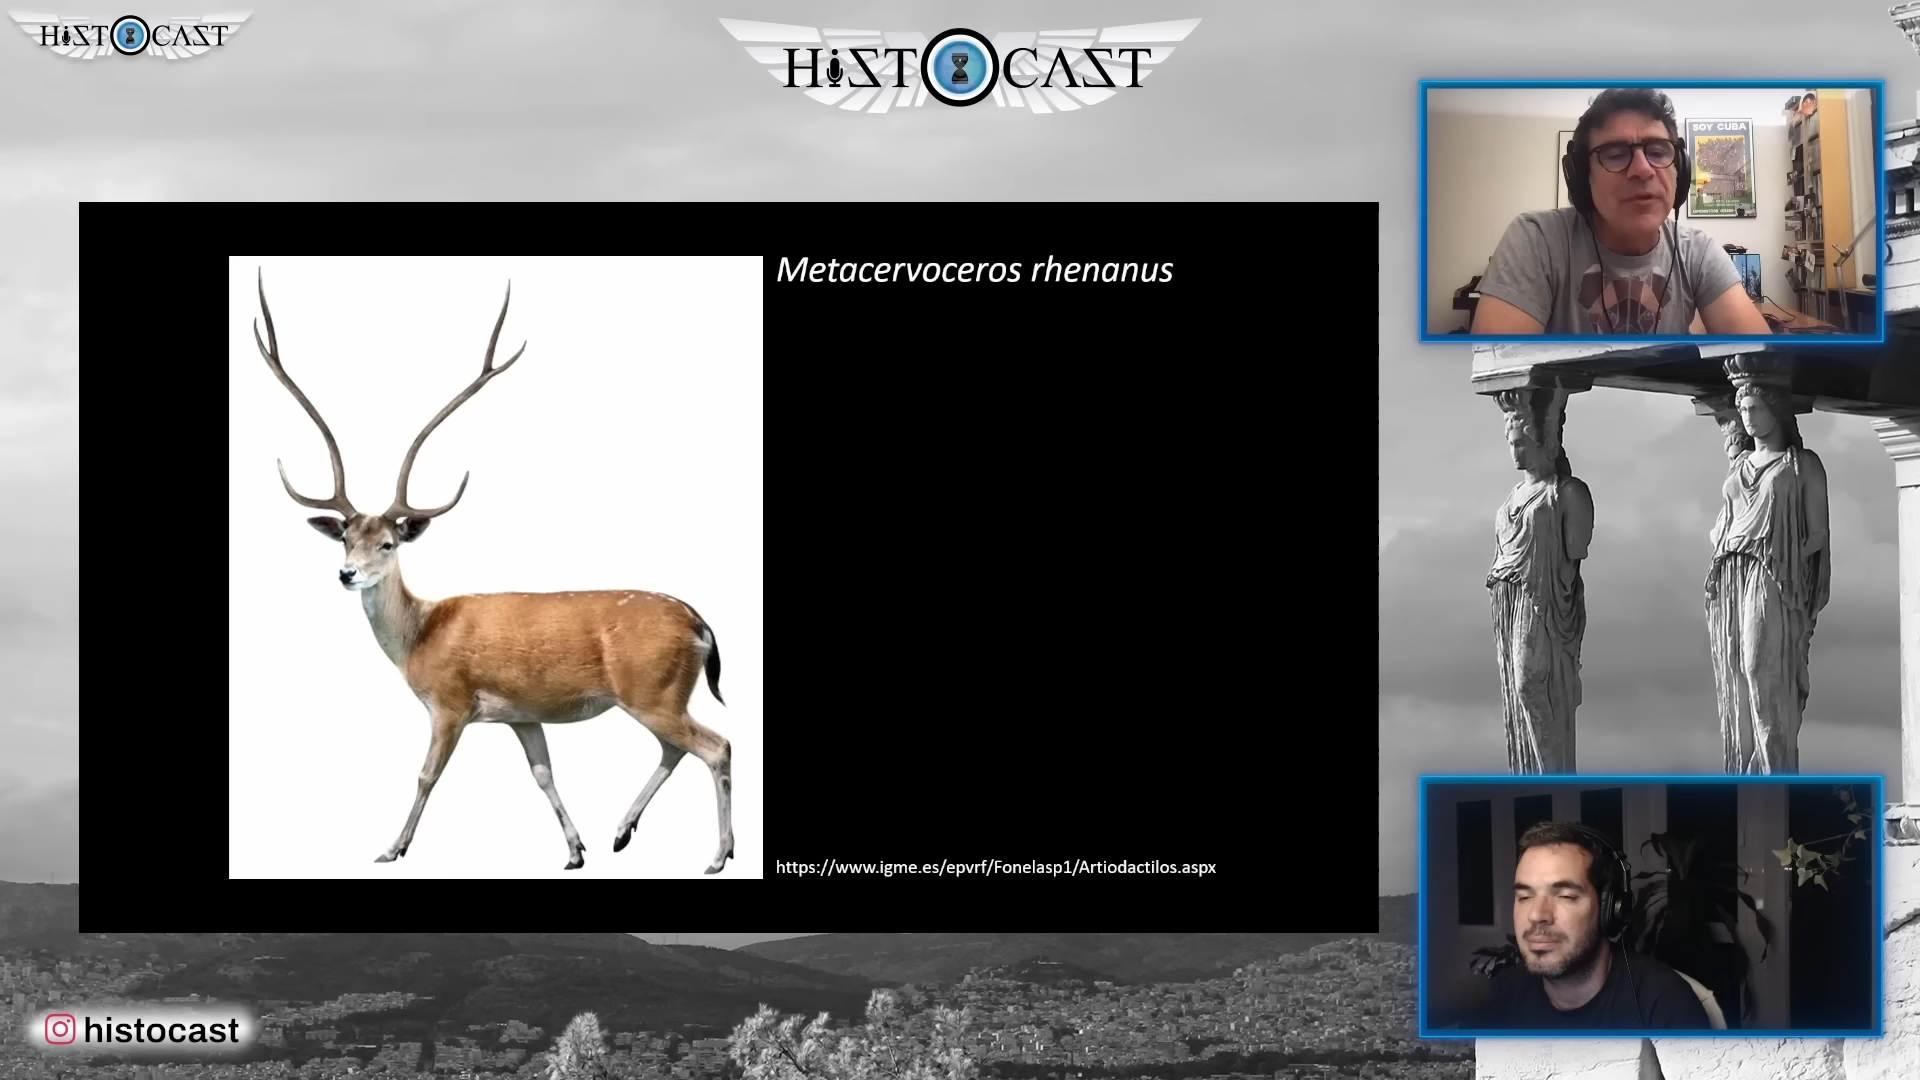 HiSTOCAST
HiSTOCAST
SOY CUBA
Metacervoceros rhenanus
https://www.igme.es/epvrf/Fonelasp1/Artiodactilos.aspx
histocast